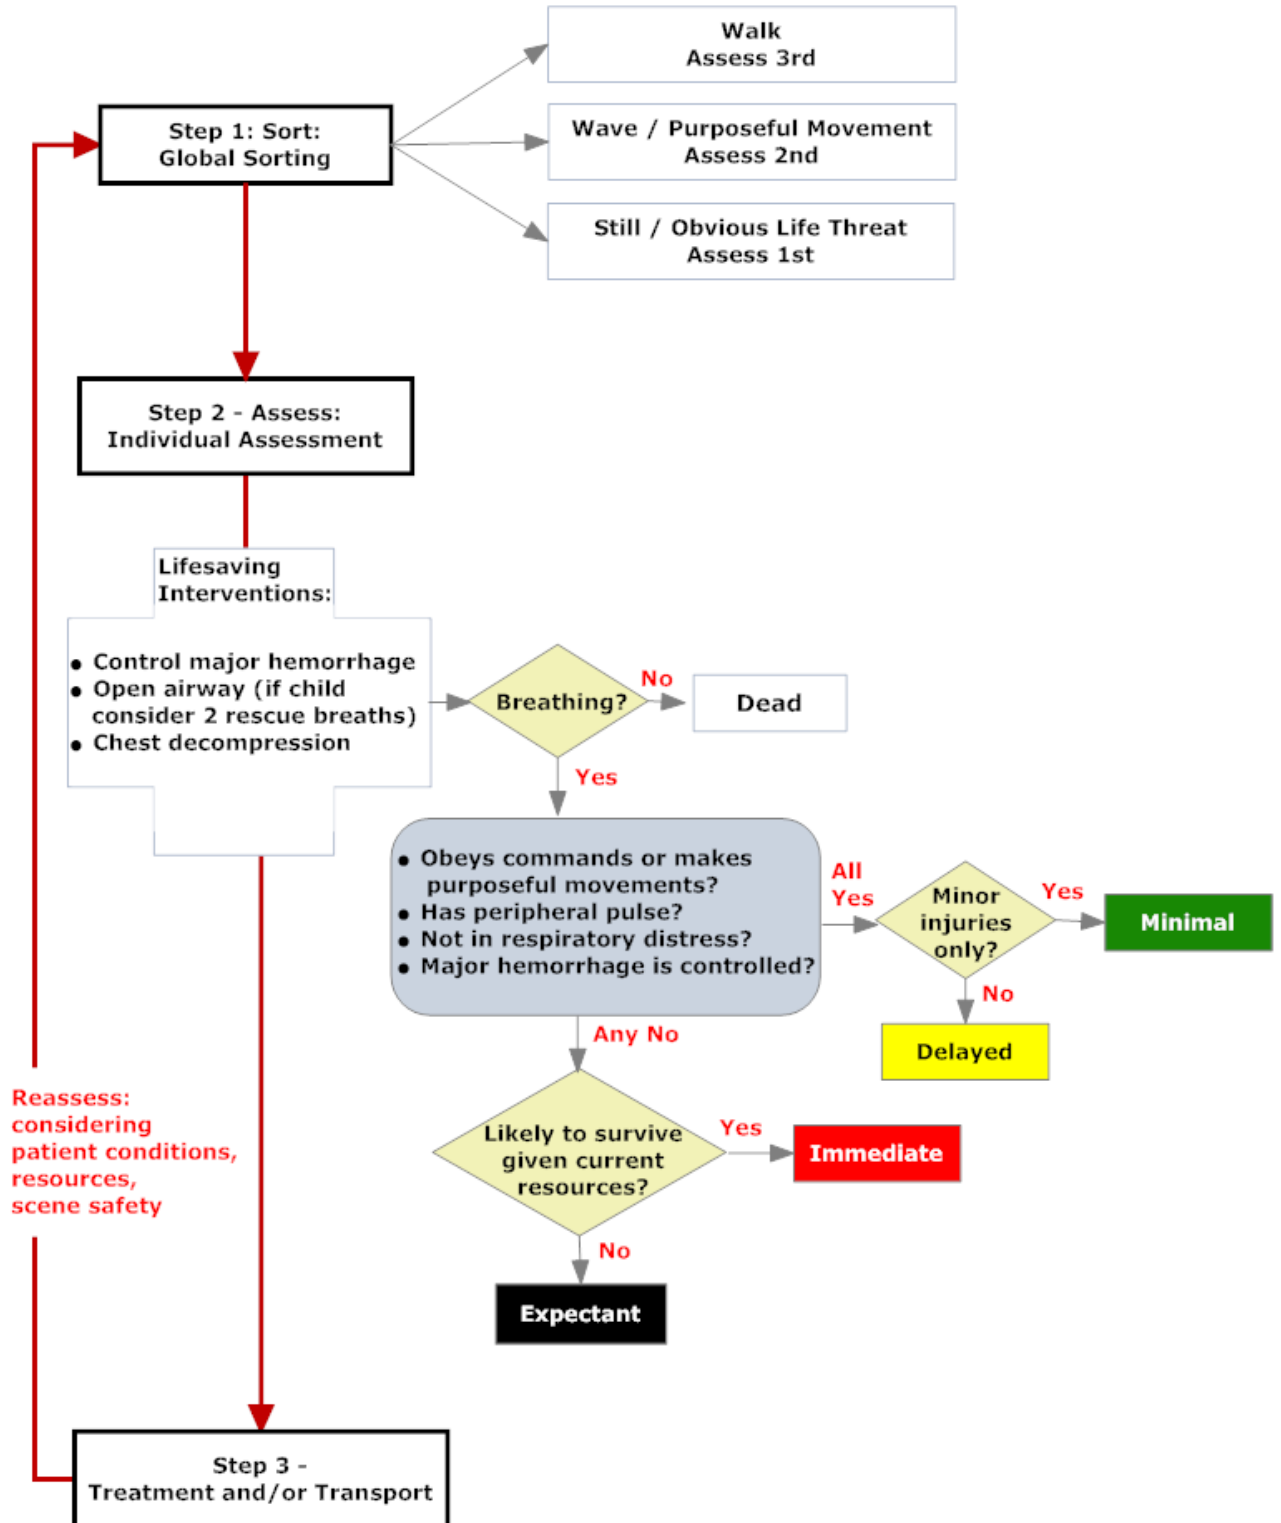 Walk
Assess 3rd
Step 1: Sort:
Global Sorting
Wave / Purposeful Movement
Assess 2nd
Still / Obvious Life Threat
Assess 1st
Step 2 - Assess:
Individual Assessment
Lifesaving
Interventions:
● Control major hemorrhage
● Open airway (if child
consider 2 rescue breaths)
● Chest decompression
Breathing?
No
Dead
Yes
● Obeys commands or makes
purposeful movements?
● Has peripheral pulse?
● Not in respiratory distress?
● Major hemorrhage is controlled?
All
Yes
Minor
injuries
only?
Yes
Minimal
No
Delayed
Any No
Likely to survive
given current
resources?
Yes
Immediate
No
Expectant
Reassess:
considering
patient conditions,
resources,
scene safety
Step 3 -
Treatment and/or Transport